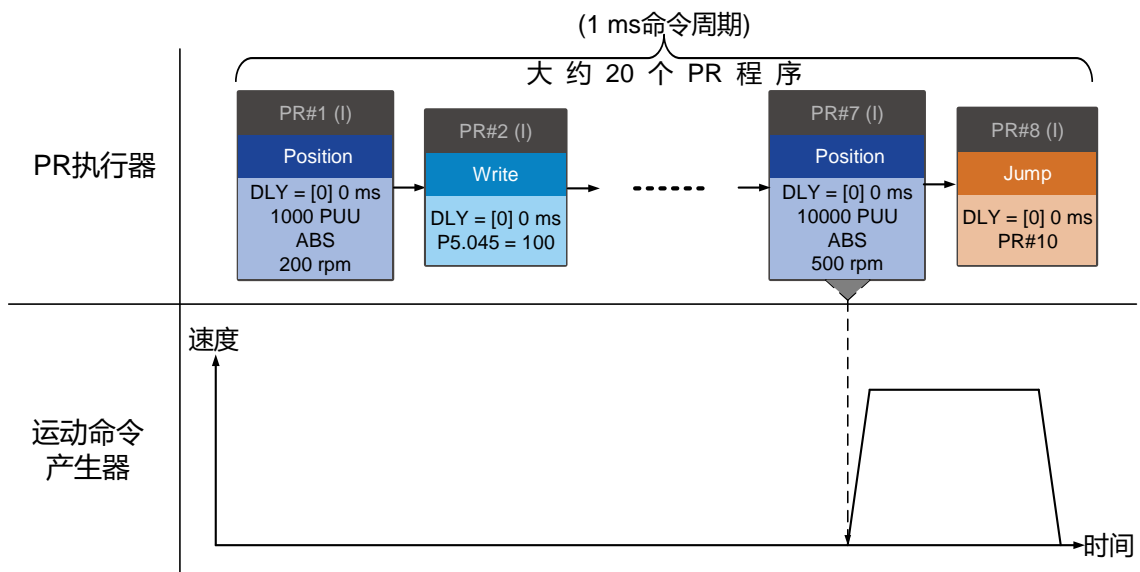 (1 ms命令周期)
大 约 20 个 PR 程 序
PR执行器
PR#1 (I)
Position
DLY = [0] 0 ms
1000 PUU
ABS
200 rpm
PR#2 (I)
Write
DLY = [0] 0 ms
P5.045 = 100
PR#7 (I)
Position
DLY = [0] 0 ms
10000 PUU
ABS
500 rpm
PR#8 (I)
Jump
DLY = [0] 0 ms
PR#10
运动命令
产生器
速度
时间